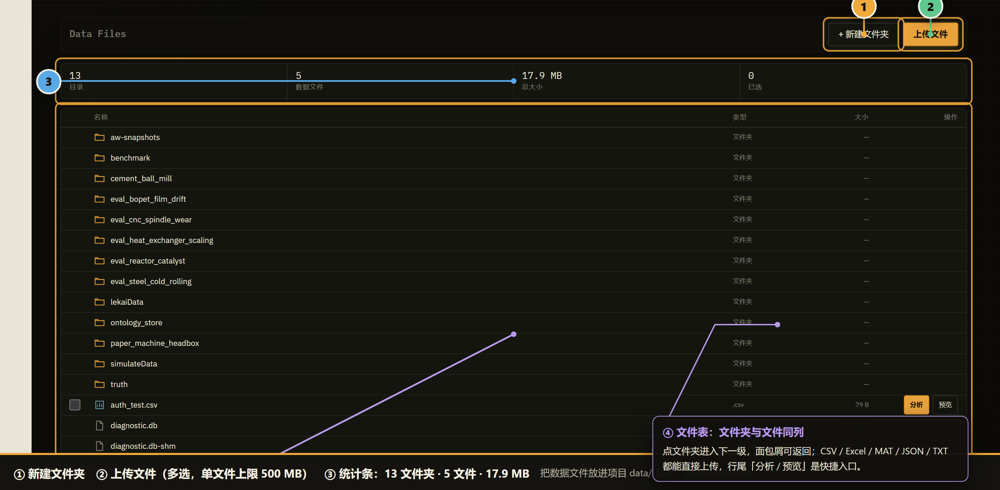 1
2
Data Files
+ 新建文件夹
上传文件
3
13
5
17.9 MB
0
目录
数据文件
总大小
已选
名称
类型
大小
操作
aw-snapshots
文件夹
—
benchmark
文件夹
—
cement_ball_mill
文件夹
—
eval_bopet_film_drift
文件夹
—
eval_cnc_spindle_wear
文件夹
—
eval_heat_exchanger_scaling
文件夹
—
eval_reactor_catalyst
文件夹
—
eval_steel_cold_rolling
文件夹
—
lekaiData
文件夹
—
ontology_store
文件夹
—
paper_machine_headbox
文件夹
—
simulateData
文件夹
—
truth
文件夹
—
auth_test.csv
.csv
79 B
分析
预览
diagnostic.db
diagnostic.db-shm
④ 文件表：文件夹与文件同列
点文件夹进入下一级，面包屑可返回；CSV / Excel / MAT / JSON / TXT
都能直接上传，行尾「分析 / 预览」是快捷入口。
① 新建文件夹
② 上传文件（多选，单文件上限 500 MB）
③ 统计条：13 文件夹 · 5 文件 · 17.9 MB
把数据文件放进项目 data/